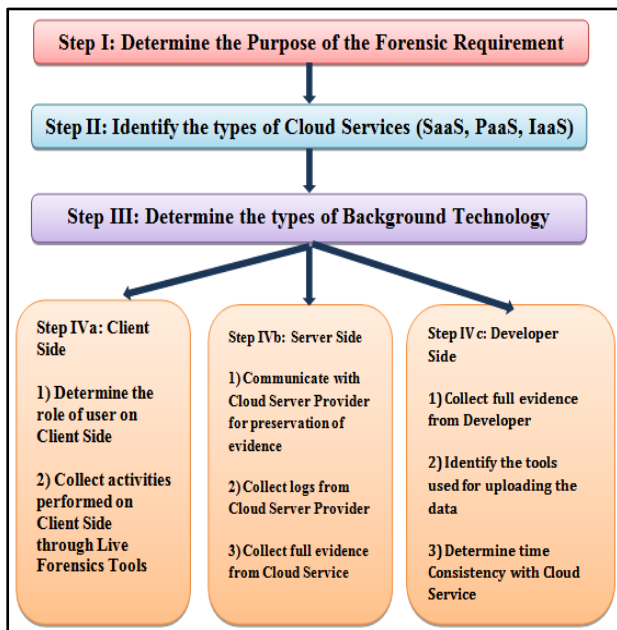 Step I: Determine the Purpose of the Forensic Requirement
Step II: Identify the types of Cloud Services (SaaS, PaaS, IaaS)
Step III: Determine the types of Background Technology
Step IVa: Client
Side
1) Determine the
role of user on
Client Side
2) Collect activities
performed on
Client Side
through Live
Forensics Tools
Step IVb: Server Side
1) Communicate with
Cloud Server Provider
for preservation of
evidence
2) Collect logs from
Cloud Server Provider
3) Collect full evidence
from Cloud Service
Step IVc: Developer
Side
1) Collect full evidence
from Developer
2) Identify the tools
used for uploading the
data
3) Determine time
Consistency with Cloud
Service